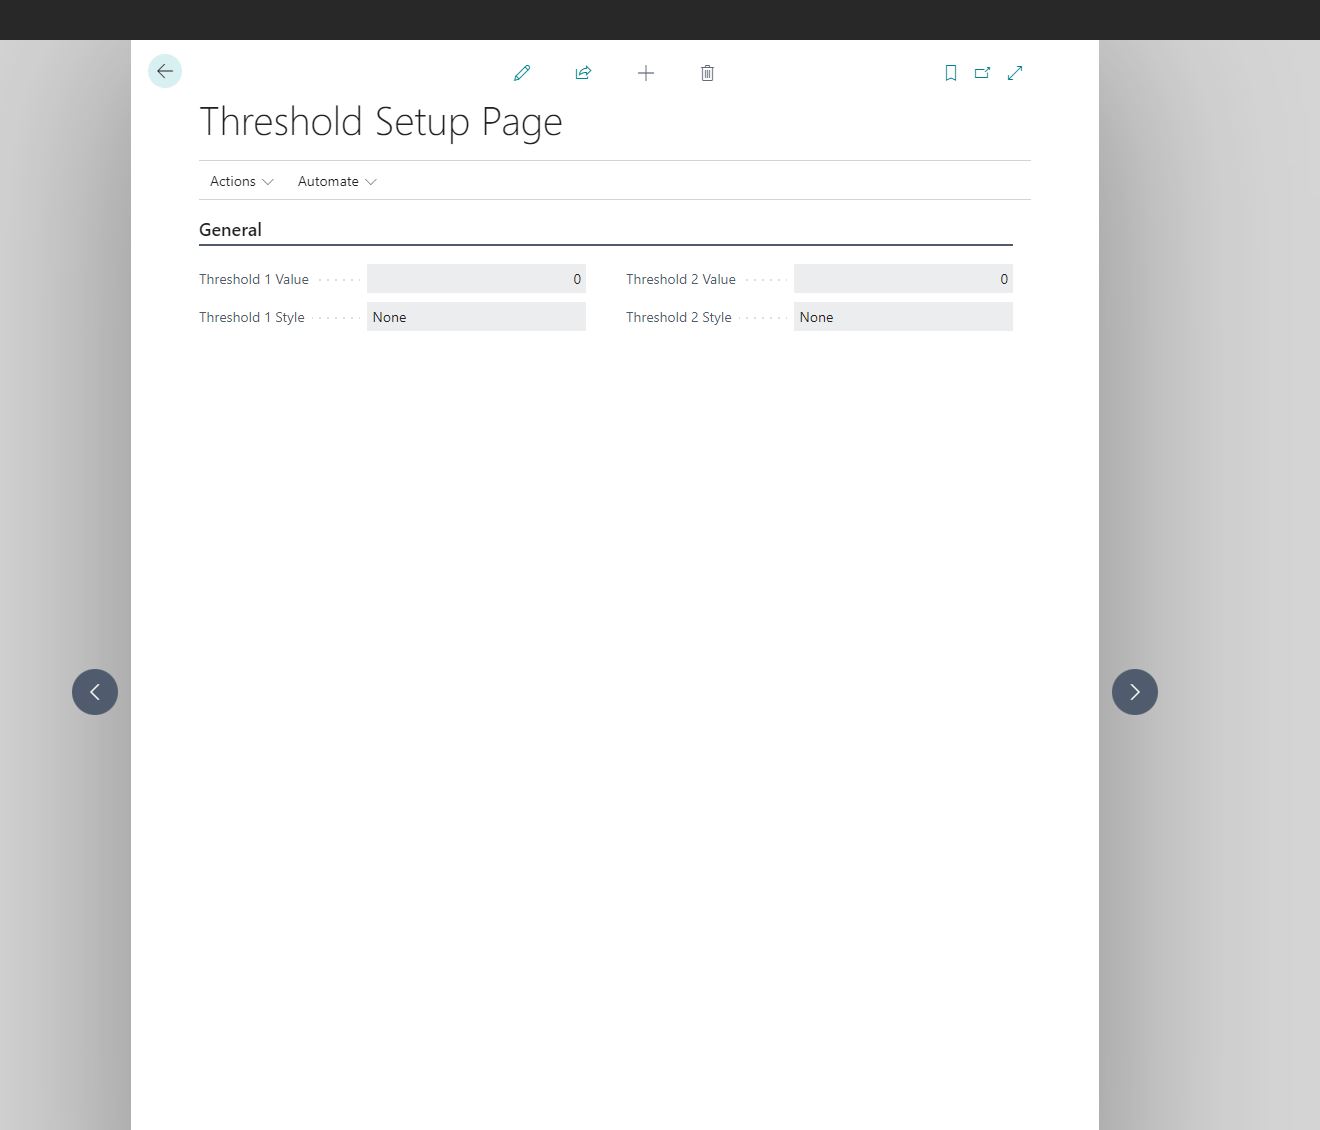 Threshold Setup Page
Actions Automate
General
Threshold 1 Value 0 Threshold 2 Value 0
Threshold 1 Style None Threshold 2 Style None